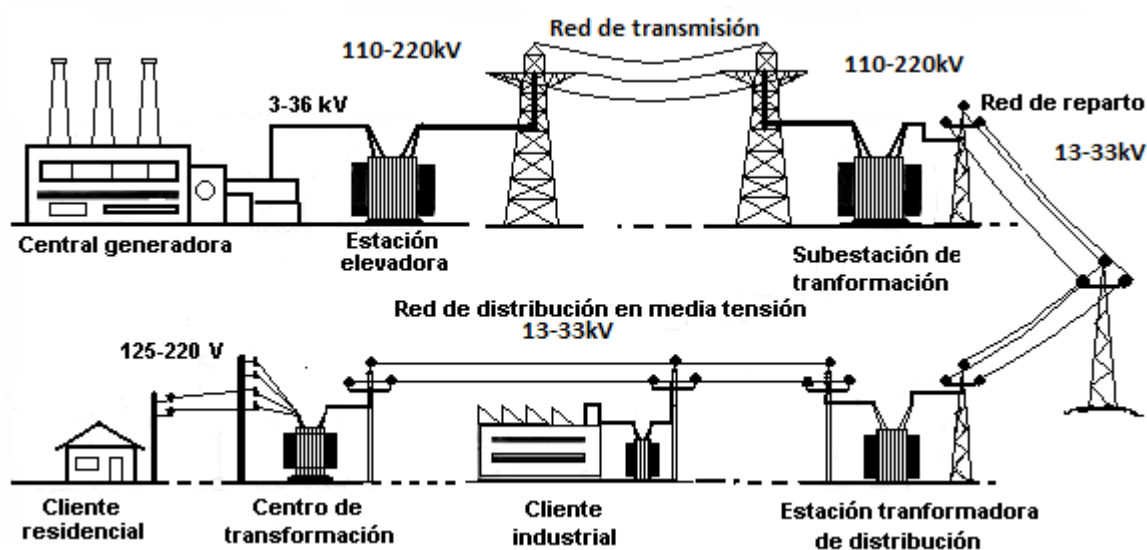 Red de transmisión
110-220kV
110-220kV
3-36 kV
Red de reparto
13-33kV
Central generadora
Estación
elevadora
Subestación de
tranformación
Red de distribución en media tensión
13-33kV
125-220 V
Cliente
residencial
Centro de
transformación
Cliente
industrial
Estación tranformadora
de distribución